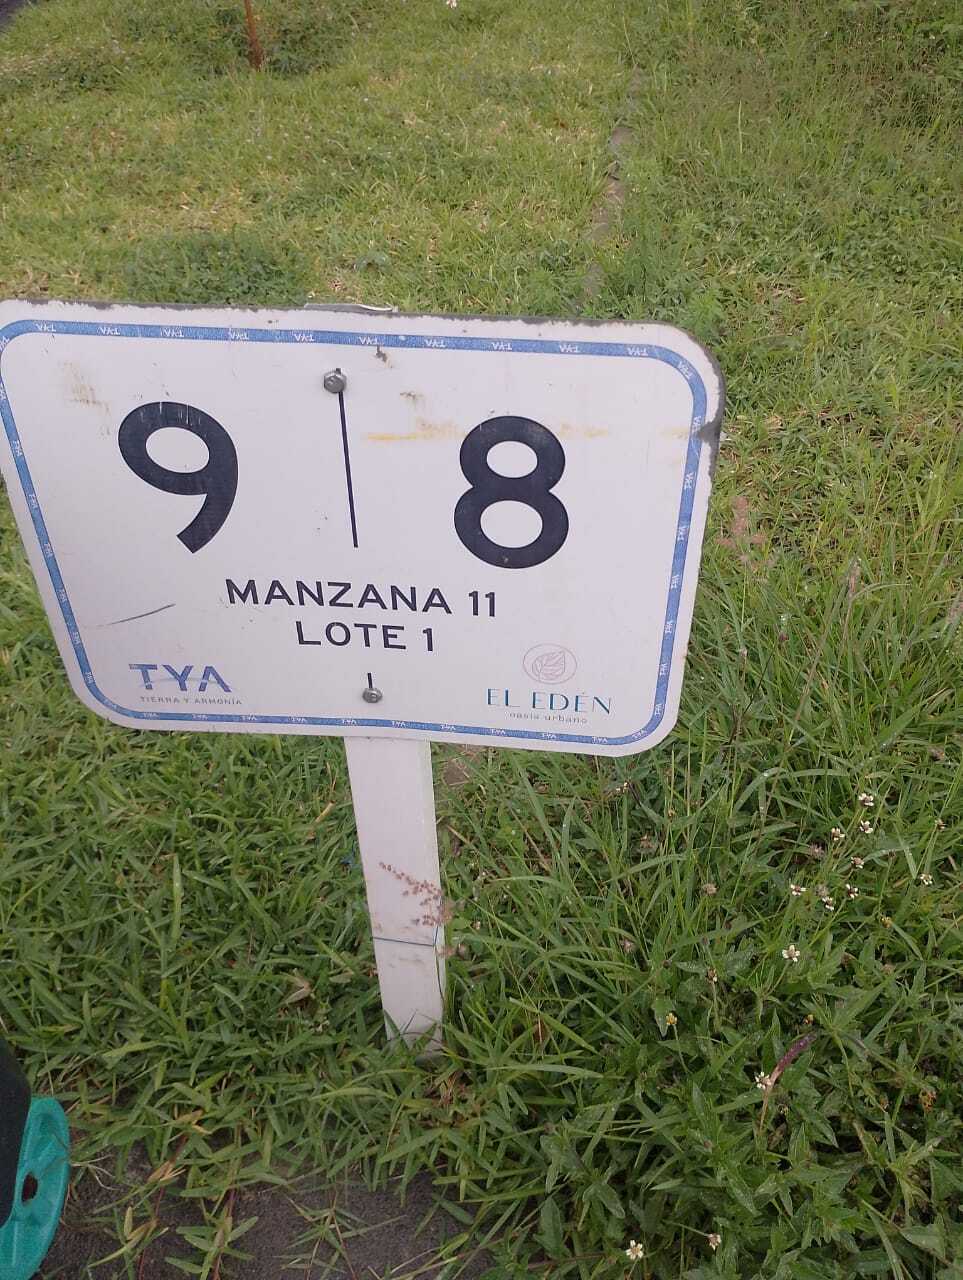 9 | 8
MANZANA 11
LOTE 1
TYA
TIERRA Y ARMONÍA
EL EDÉN
oasis urbano